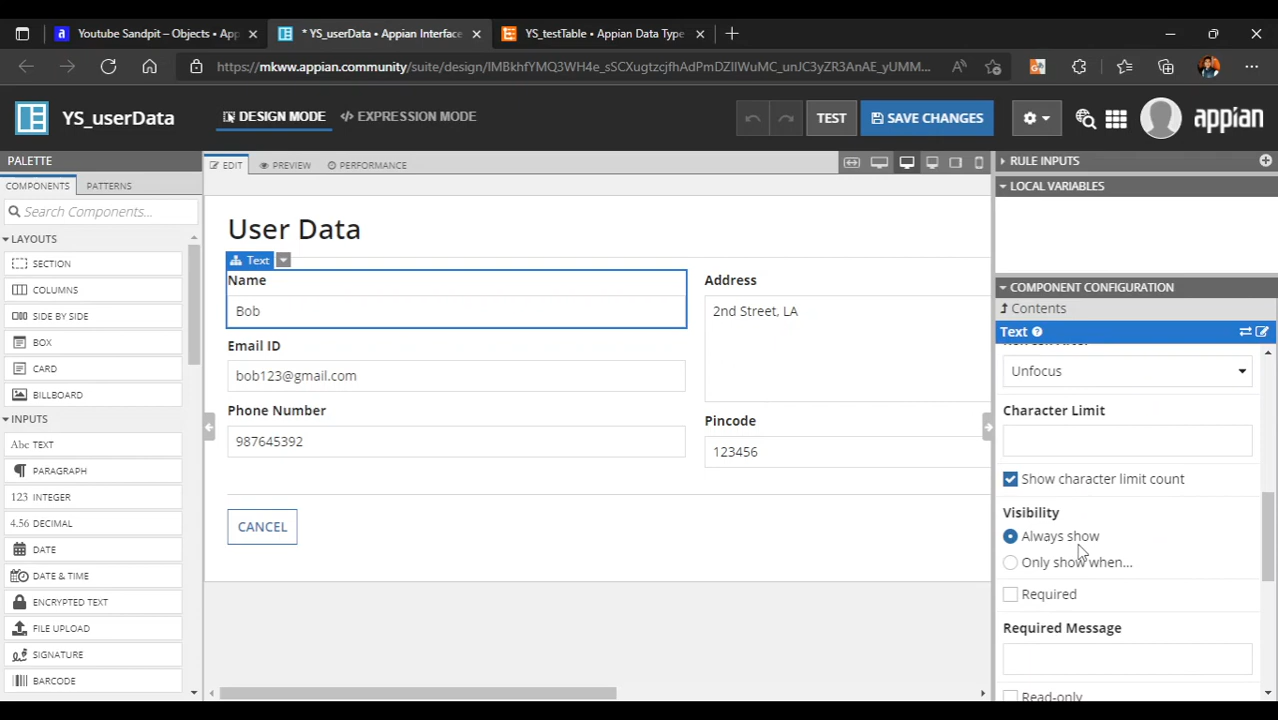 Youtube Sandpit – Objects • App
* YS_userData • Appian Interface
YS_testTable • Appian Data Type
https://mkww.appian.community/suite/design/IMBkhfYMQ3WH4e_sSCXugtzcjfhAdPmDZIIWuMC_unJC3yZR3AnAE_yUMM...
YS_userData
DESIGN MODE
EXPRESSION MODE
TEST
SAVE CHANGES
appian
PALETTE
COMPONENTS
PATTERNS
Search Components...
LAYOUTS
SECTION
COLUMNS
SIDE BY SIDE
BOX
CARD
BILLBOARD
INPUTS
Abc TEXT
PARAGRAPH
123 INTEGER
4.56 DECIMAL
DATE
DATE & TIME
ENCRYPTED TEXT
FILE UPLOAD
SIGNATURE
BARCODE
EDIT
PREVIEW
PERFORMANCE
User Data
Text
Name
Bob
Email ID
bob123@gmail.com
Phone Number
987645392
Address
2nd Street, LA
Pincode
123456
CANCEL
RULE INPUTS
LOCAL VARIABLES
COMPONENT CONFIGURATION
Contents
Text
Unfocus
Character Limit
Show character limit count
Visibility
Always show
Only show when...
Required
Required Message
Read-only